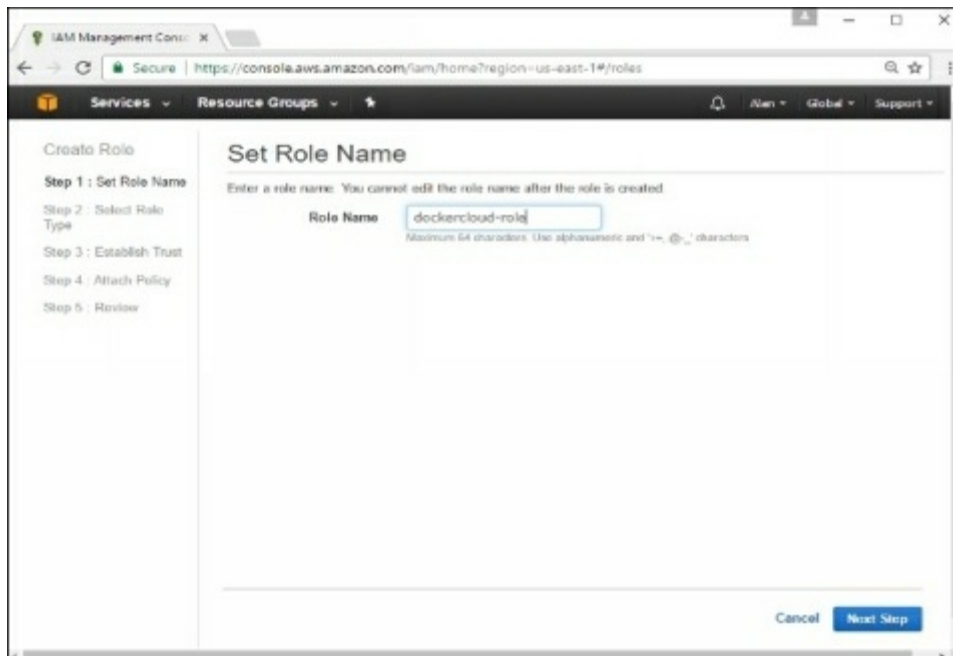 IAM Management Consc
Secure | https://console.aws.amazon.com/iam/home?region=us-east-1#/roles
Services Resource Groups Alan Global Support
Create Role
Step 1 : Set Role Name
Step 2 : Select Role
Type
Step 3 : Establish Trust
Step 4 : Attach Policy
Step 5 : Review
Set Role Name
Enter a role name. You cannot edit the role name after the role is created.
Role Name dockercloud-role
Maximum 64 characters. Use alphanumeric and '+=,.@-_' characters
Cancel Next Step